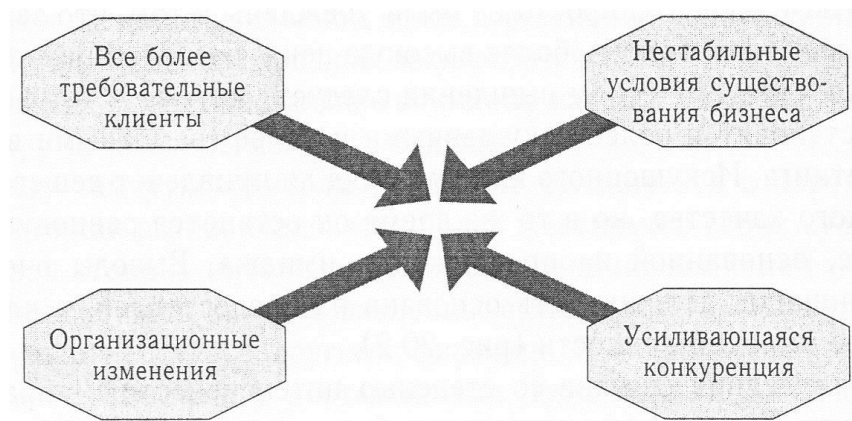 Все более
требовательные
клиенты
Нестабильные
условия существо-
вания бизнеса
Организационные
изменения
Усиливающаяся
конкуренция